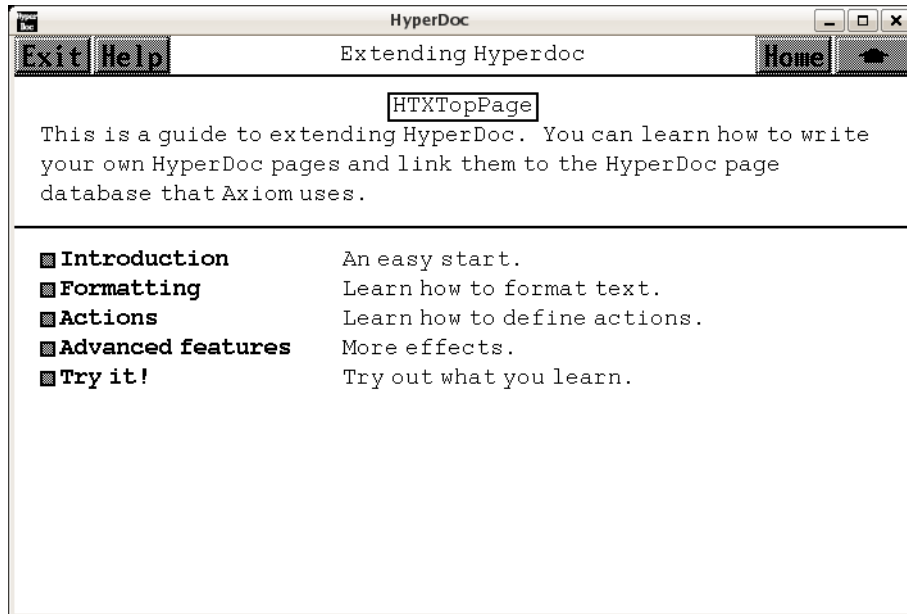 Hyper Doc
HyperDoc
Exit Help Extending Hyperdoc Home
HTXTopPage
This is a guide to extending HyperDoc. You can learn how to write
your own HyperDoc pages and link them to the HyperDoc page
database that Axiom uses.
Introduction An easy start.
Formatting Learn how to format text.
Actions Learn how to define actions.
Advanced features More effects.
Try it! Try out what you learn.